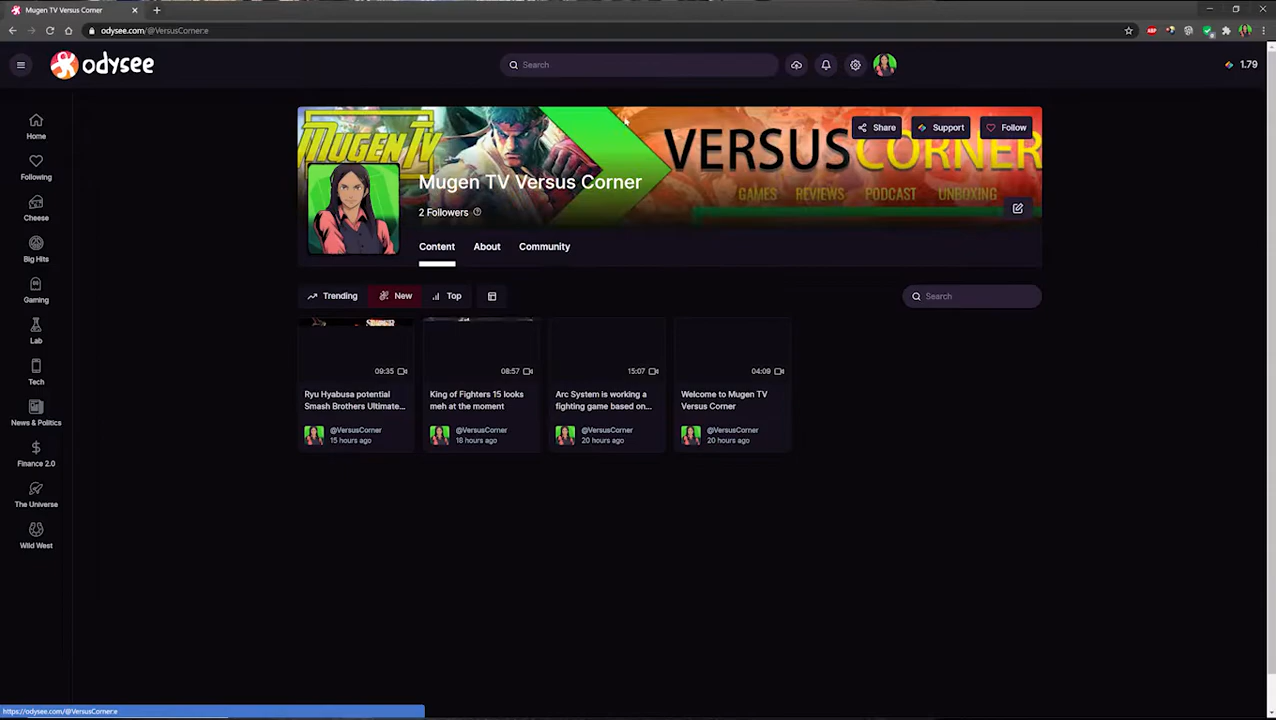 Mugen TV Versus Corner
odysee.com/@VersusCorner:e
ABP
odysee
Search
1.79
Home
Following
Cheese
Big Hits
Gaming
Lab
Tech
News & Politics
Finance 2.0
The Universe
Wild West
MUGEN TV
VERSUS CORNER
GAMES REVIEWS PODCAST UNBOXING
Share Support Follow
Mugen TV Versus Corner
2 Followers
Content About Community
Trending New Top
Search
09:35
Ryu Hyabusa potential
Smash Brothers Ultimate...
@VersusCorner
15 hours ago
08:57
King of Fighters 15 looks
meh at the moment
@VersusCorner
18 hours ago
15:07
Arc System is working a
fighting game based on...
@VersusCorner
20 hours ago
04:09
Welcome to Mugen TV
Versus Corner
@VersusCorner
20 hours ago
https://odysee.com/@VersusCorner:e